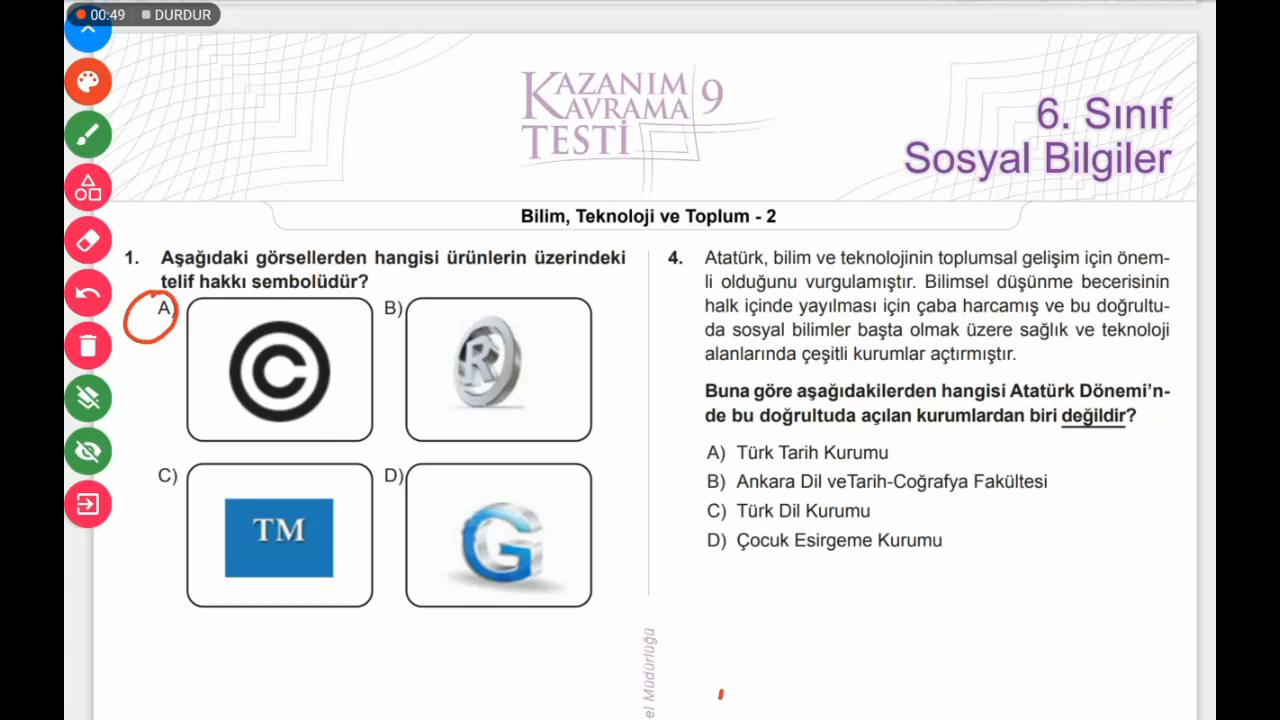 00:49 DURDUR
KAZANIM
KAVRAMA
TESTİ
9
6. Sınıf
Sosyal Bilgiler
Bilim, Teknoloji ve Toplum - 2
1. Aşağıdaki görsellerden hangisi ürünlerin üzerindeki
telif hakkı sembolüdür?
A)
©
B)
R
C)
TM
D)
G
4. Atatürk, bilim ve teknolojinin toplumsal gelişim için önem-
li olduğunu vurgulamıştır. Bilimsel düşünme becerisinin
halk içinde yayılması için çaba harcamış ve bu doğrultu-
da sosyal bilimler başta olmak üzere sağlık ve teknoloji
alanlarında çeşitli kurumlar açtırmıştır.
Buna göre aşağıdakilerden hangisi Atatürk Dönemi’n-
de bu doğrultuda açılan kurumlardan biri değildir?
A) Türk Tarih Kurumu
B) Ankara Dil veTarih-Coğrafya Fakültesi
C) Türk Dil Kurumu
D) Çocuk Esirgeme Kurumu
el Müdürlüğü